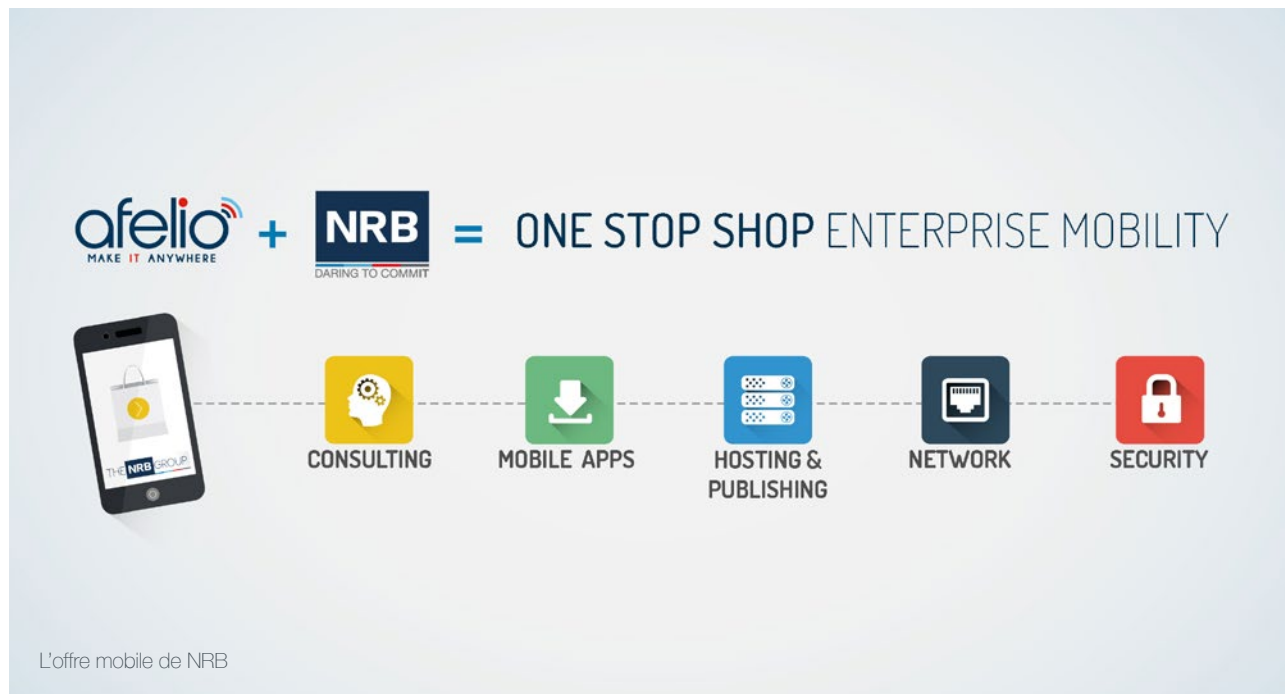 afelio + NRB = ONE STOP SHOP ENTERPRISE MOBILITY
MAKE IT ANYWHERE
DARING TO COMMIT
THE NRB GROUP
CONSULTING
MOBILE APPS
HOSTING &
PUBLISHING
NETWORK
SECURITY
L'offre mobile de NRB